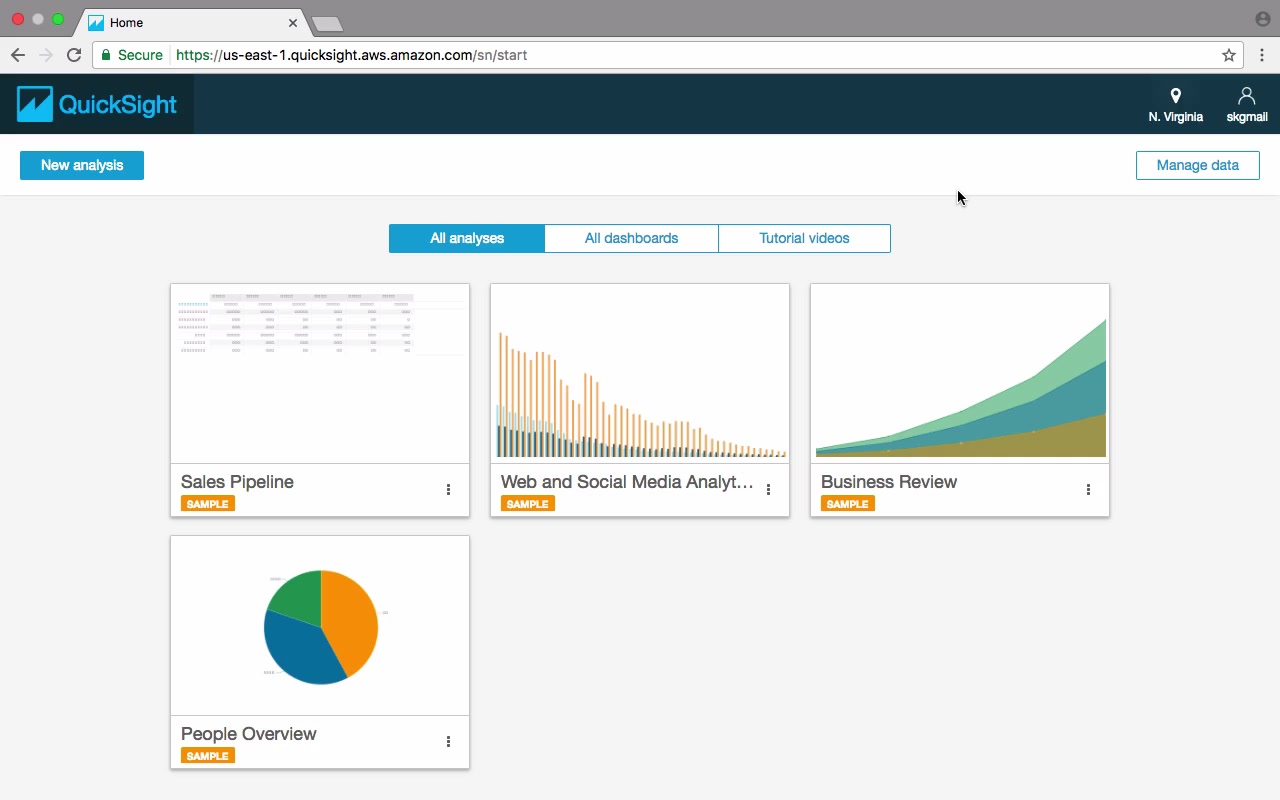 Home
Secure https://us-east-1.quicksight.aws.amazon.com/sn/start
QuickSight
N. Virginia
skgmail
New analysis
Manage data
All analyses
All dashboards
Tutorial videos
Sales Pipeline
SAMPLE
Web and Social Media Analyt...
SAMPLE
Business Review
SAMPLE
People Overview
SAMPLE